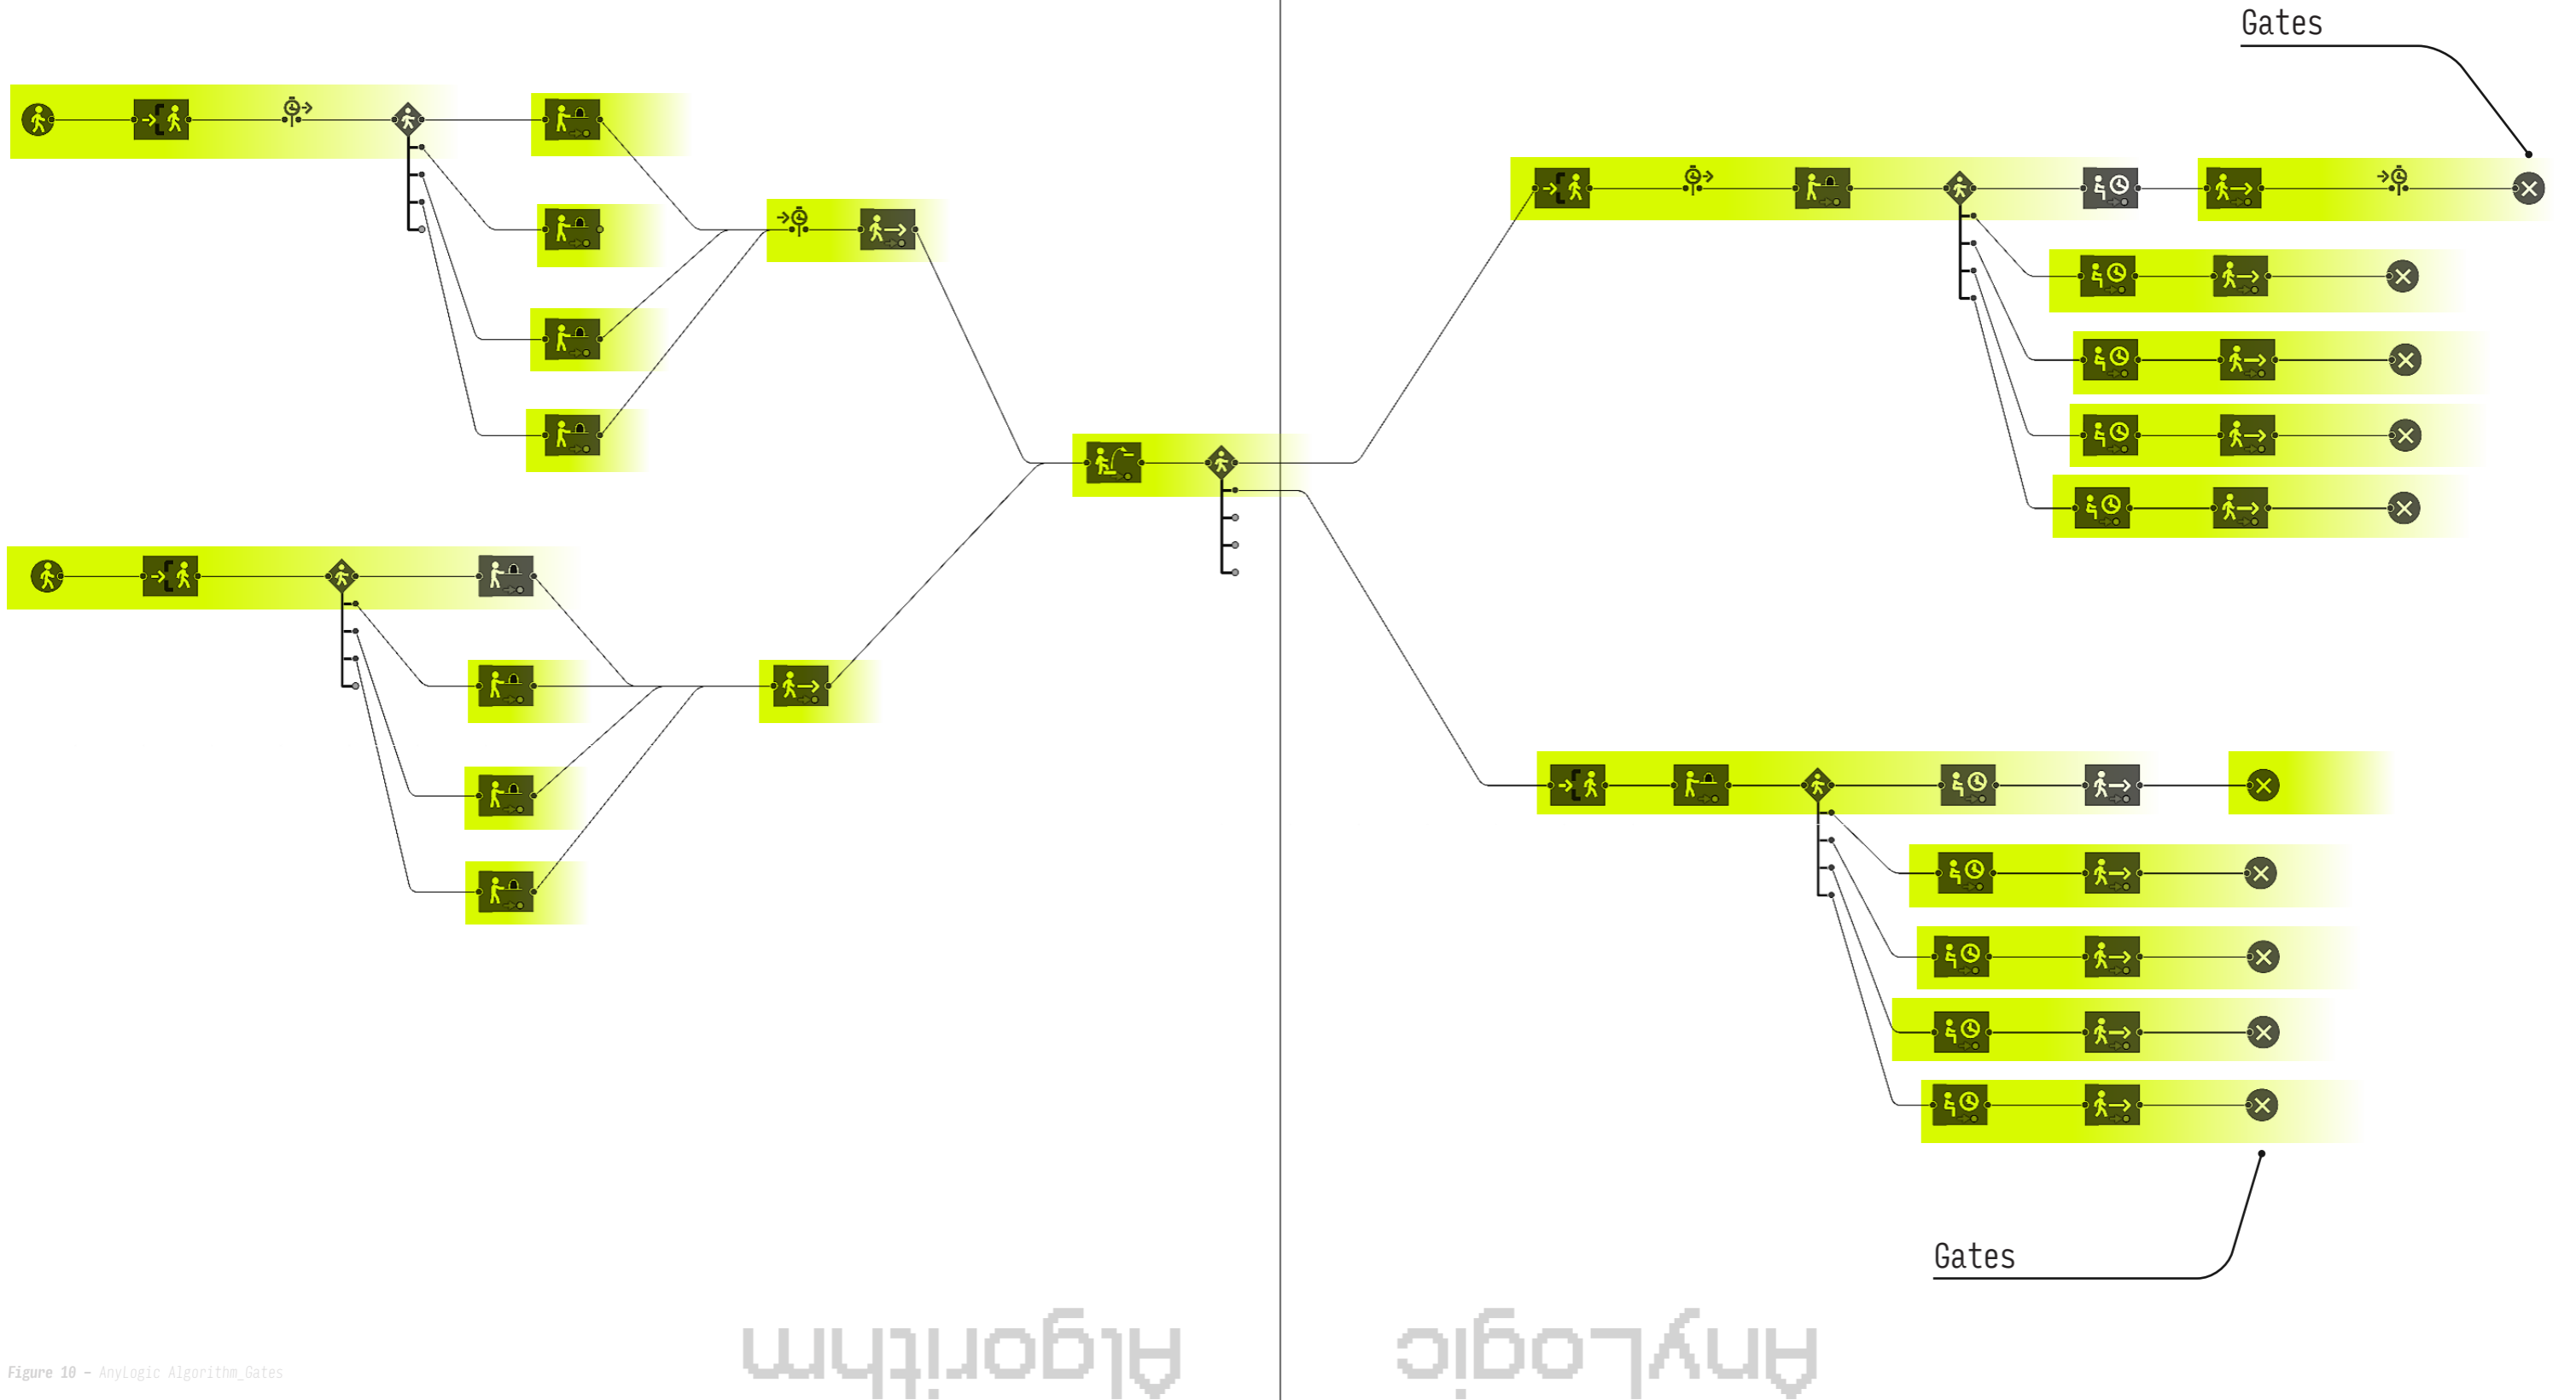 Gates
Gates
Algorithm
AnyLogic
Figure 10 – AnyLogic Algorithm_Gates